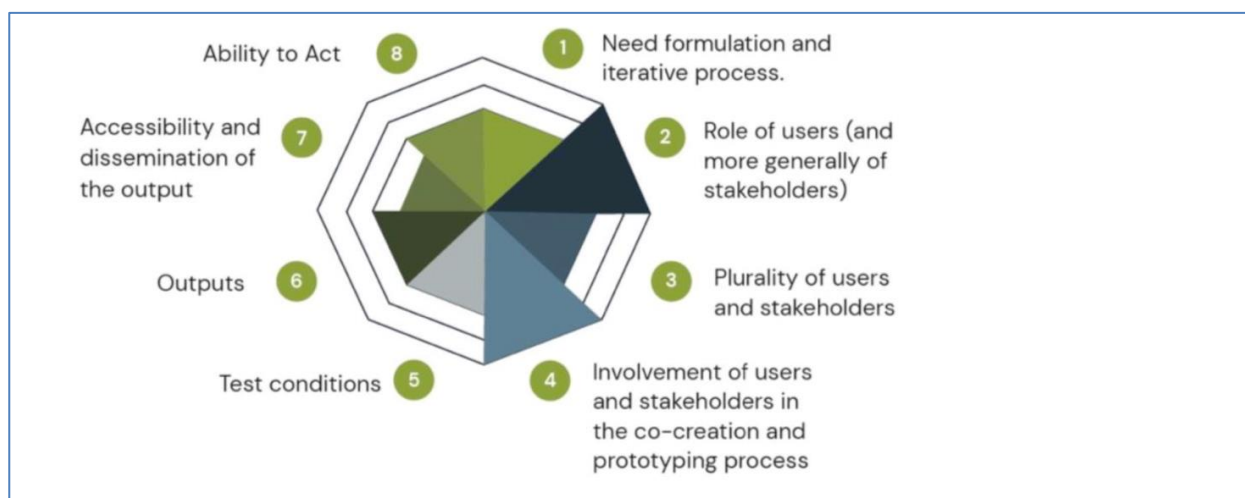 1
Need formulation and
iterative process.
2
Role of users (and
more generally of
stakeholders)
3
Plurality of users
and stakeholders
4
Involvement of users
and stakeholders in
the co-creation and
prototyping process
5
Test conditions
6
Outputs
7
Accessibility and
dissemination of
the output
8
Ability to Act